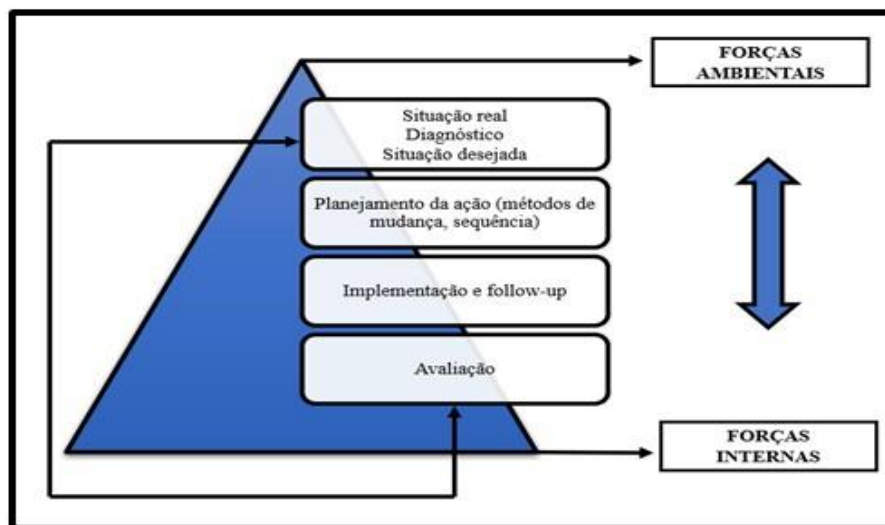 FORÇAS
AMBIENTAIS
Situação real
Diagnóstico
Situação desejada
Planejamento da ação (métodos de
mudança, sequência)
Implementação e follow-up
Avaliação
FORÇAS
INTERNAS